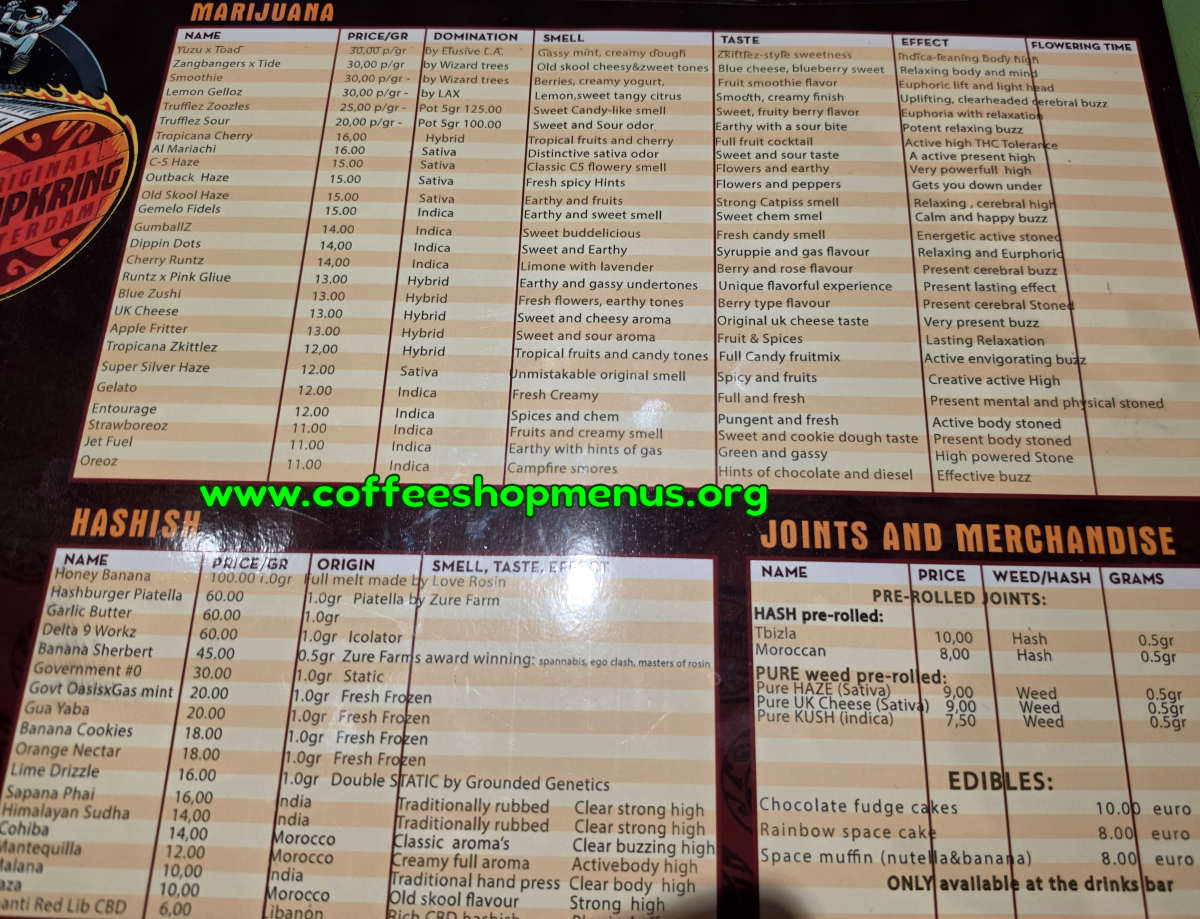 MARIJUANA
NAME PRICE/GR DOMINATION SMELL TASTE EFFECT FLOWERING TIME
Yuzu x Toad 30,00 p/gr by Elusive C.A. Gassy mint, creamy dough Zkittlez-style sweetness Indica-leaning Body high
Zangbangers x Tide 30,00 p/gr by Wizard trees Old skool cheesy&zweet tones Blue cheese, blueberry sweet Relaxing body and mind
Smoothie 30,00 p/gr - by Wizard trees Berries, creamy yogurt, Fruit smoothie flavor Euphoric lift and light head
Lemon Gelloz 30,00 p/gr - by LAX Lemon,sweet tangy citrus Smooth, creamy finish Uplifting, clearheaded cerebral buzz
Trufflez Zoozles 25,00 p/gr - Pot 5gr 125.00 Sweet Candy-like smell Sweet, fruity berry flavor Euphoria with relaxation
Trufflez Sour 20,00 p/gr - Pot 5gr 100.00 Sweet and Sour odor Earthy with a sour bite Potent relaxing buzz
Tropicana Cherry 16,00 Hybrid Tropical fruits and cherry Full fruit cocktail Active high THC Tolerance
Al Mariachi 16.00 Sativa Distinctive sativa odor Sweet and sour taste A active present high
C-5 Haze 15.00 Sativa Classic C5 flowery smell Flowers and earthy Very powerfull high
Outback Haze 15.00 Sativa Fresh spicy Hints Flowers and peppers Gets you down under
Old Skool Haze 15.00 Sativa Earthy and fruits Strong Catpiss smell Relaxing , cerebral high
Gemelo Fidels 15.00 Indica Earthy and sweet smell Sweet chem smel Calm and happy buzz
GumballZ 14.00 Indica Sweet buddelicious Fresh candy smell Energetic active stoned
Dippin Dots 14,00 Indica Sweet and Earthy Syruppie and gas flavour Relaxing and Eurphoric
Cherry Runtz 14,00 Indica Limone with lavender Berry and rose flavour Present cerebral buzz
Runtz x Pink Gliue 13.00 Hybrid Earthy and gassy undertones Unique flavorful experience Present lasting effect
Blue Zushi 13.00 Hybrid Fresh flowers, earthy tones Berry type flavour Present cerebral Stoned
UK Cheese 13.00 Hybrid Sweet and cheesy aroma Original uk cheese taste Very present buzz
Apple Fritter 13.00 Hybrid Sweet and sour aroma Fruit & Spices Lasting Relaxation
Tropicana Zkittlez 12,00 Hybrid Tropical fruits and candy tones Full Candy fruitmix Active envigorating buzz
Super Silver Haze 12.00 Sativa Unmistakable original smell Spicy and fruits Creative active High
Gelato 12.00 Indica Fresh Creamy Full and fresh Present mental and physical stoned
Entourage 12.00 Indica Spices and chem Pungent and fresh Active body stoned
Strawboreoz 11.00 Indica Fruits and creamy smell Sweet and cookie dough taste Present body stoned
Jet Fuel 11.00 Indica Earthy with hints of gas Green and gassy High powered Stone
Oreoz 11.00 Indica Campfire smores Hints of chocolate and diesel Effective buzz
www.coffeeshopmenus.org
HASHISH
NAME PRICE/GR ORIGIN SMELL, TASTE, EFFECT
Honey Banana 100.00 1.0gr Full melt made by Love Rosin
Hashburger Piatella 60.00 1.0gr Piatella by Zure Farm
Garlic Butter 60.00 1.0gr
Delta 9 Workz 60.00 1.0gr Icolator
Banana Sherbert 45.00 0.5gr Zure Farm's award winning: spannabis, ego clash, masters of rosin
Government #0 30.00 1.0gr Static
Govt OasisxGas mint 20.00 1.0gr Fresh Frozen
Gua Yaba 20.00 1.0gr Fresh Frozen
Banana Cookies 18.00 1.0gr Fresh Frozen
Orange Nectar 18.00 1.0gr Fresh Frozen
Lime Drizzle 16.00 1.0gr Double STATIC by Grounded Genetics
Sapana Phai 16,00 India Traditionally rubbed Clear strong high
Himalayan Sudha 14,00 India Traditionally rubbed Clear strong high
Cohiba 14,00 Morocco Classic aroma's Clear buzzing high
Mantequilla 12.00 Morocco Creamy full aroma Activebody high
Malana 10,00 India Traditional hand press Clear body high
aza 10,00 Morocco Old skool flavour Strong high
anti Red Lib CBD 6,00 Libanón Rich CBD hashish
JOINTS AND MERCHANDISE
NAME PRICE WEED/HASH GRAMS
PRE-ROLLED JOINTS:
HASH pre-rolled:
Tbizla 10,00 Hash 0.5gr
Moroccan 8,00 Hash 0.5gr
PURE weed pre-rolled:
Pure HAZE (Sativa) 9,00 Weed 0.5gr
Pure UK Cheese (Sativa) 9,00 Weed 0.5gr
Pure KUSH (indica) 7,50 Weed 0.5gr
EDIBLES:
Chocolate fudge cakes 10.00 euro
Rainbow space cake 8.00 euro
Space muffin (nutella&banana) 8.00 euro
ONLY available at the drinks bar
RIGINAL
IPKRING
STERDAM